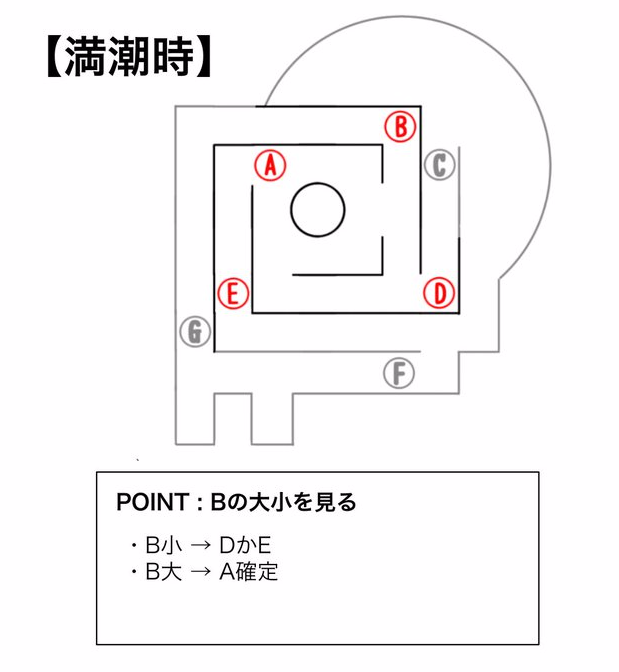 【満潮時】
B
A
C
E
D
G
F
POINT : Bの大小を見る
・B小 → DかE
・B大 → A確定